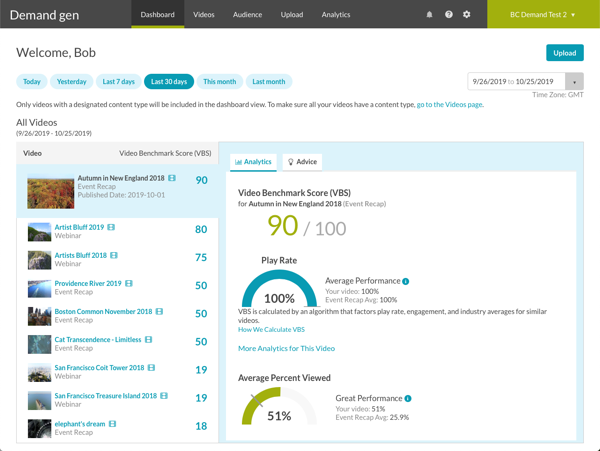 Demand gen
Dashboard
Videos
Audience
Upload
Analytics
BC Demand Test 2
Welcome, Bob
Upload
Today
Yesterday
Last 7 days
Last 30 days
This month
Last month
9/26/2019 to 10/25/2019
Time Zone: GMT
Only videos with a designated content type will be included in the dashboard view. To make sure all your videos have a content type, go to the Videos page.
All Videos
(9/26/2019 - 10/25/2019)
Video Video Benchmark Score (VBS)
Autumn in New England 2018 90
Event Recap
Published Date: 2019-10-01
Artist Bluff 2019 80
Webinar
Artists Bluff 2018 75
Webinar
Providence River 2019 50
Event Recap
Boston Common November 2018 50
Event Recap
Cat Transcendence - Limitless 50
Event Recap
San Francisco Coit Tower 2018 19
Webinar
San Francisco Treasure Island 2018 19
Webinar
elephant's dream 18
Event Recap
Analytics
Advice
Video Benchmark Score (VBS)
for Autumn in New England 2018 (Event Recap)
90 / 100
Play Rate
100%
Average Performance
Your video: 100%
Event Recap Avg: 100%
VBS is calculated by an algorithm that factors play rate, engagement, and industry averages for similar
videos.
How We Calculate VBS
More Analytics for This Video
Average Percent Viewed
51%
Great Performance
Your video: 51%
Event Recap Avg: 25.9%